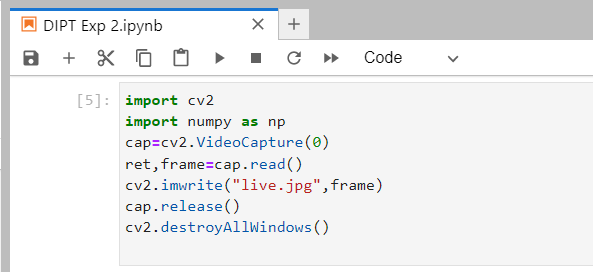 DIPT Exp 2.ipynb
Code
[5]:
import cv2
import numpy as np
cap=cv2.VideoCapture(0)
ret,frame=cap.read()
cv2.imwrite("live.jpg",frame)
cap.release()
cv2.destroyAllWindows()